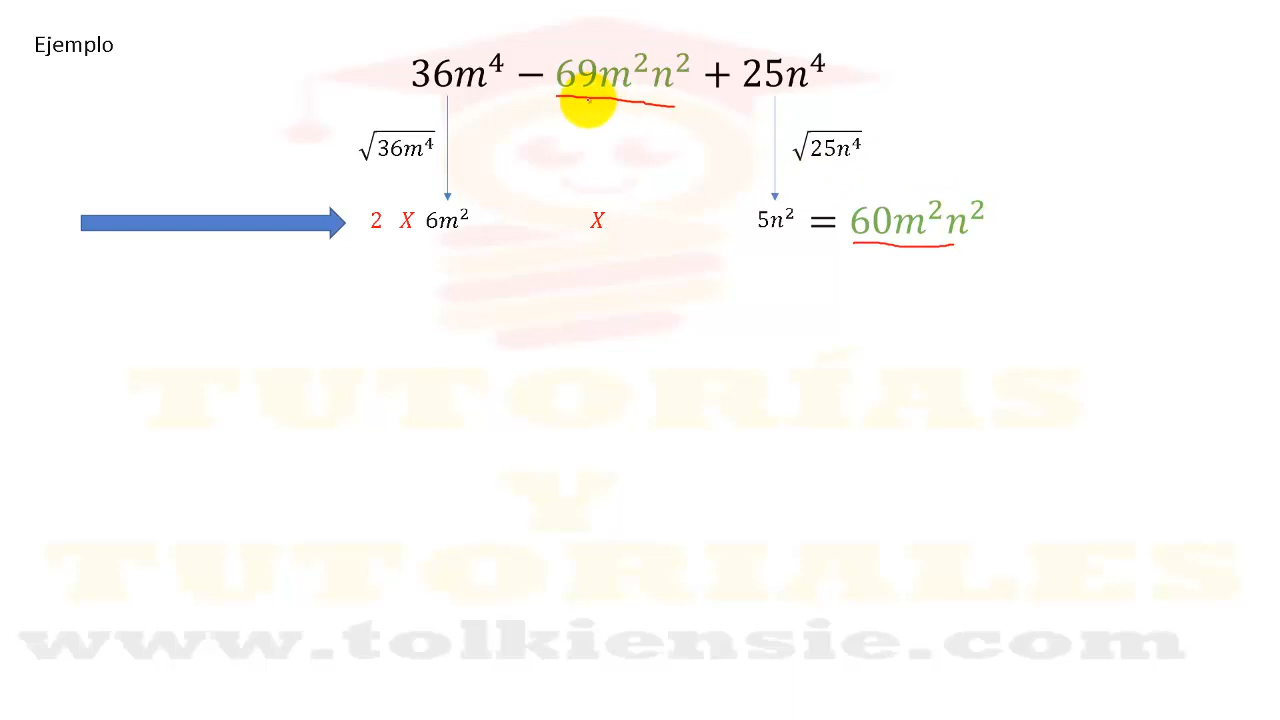 Ejemplo
36m⁴ − 69m²n² + 25n⁴
√36m⁴ √25n⁴
2 X 6m² X 5n² = 60m²n²
TUTORÍAS
Y
TUTORIALES
www.tolkiensie.com